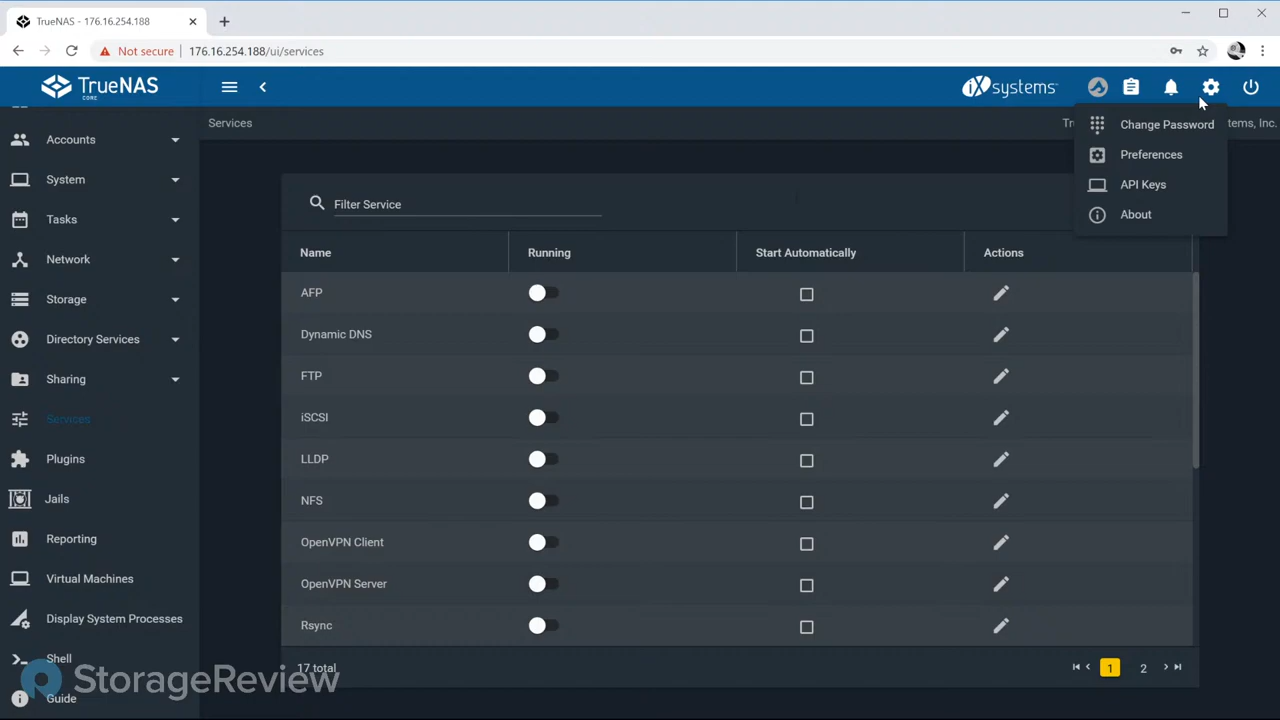 TrueNAS - 176.16.254.188
Not secure
176.16.254.188/ui/services
TrueNAS
CORE
iXsystems
Services
Tr
tems, Inc.
Change Password
Preferences
API Keys
About
Accounts
System
Tasks
Network
Storage
Directory Services
Sharing
Services
Plugins
Jails
Reporting
Virtual Machines
Display System Processes
Shell
Guide
Filter Service
Name Running Start Automatically Actions
AFP
Dynamic DNS
FTP
iSCSI
LLDP
NFS
OpenVPN Client
OpenVPN Server
Rsync
17 total
1 2
StorageReview